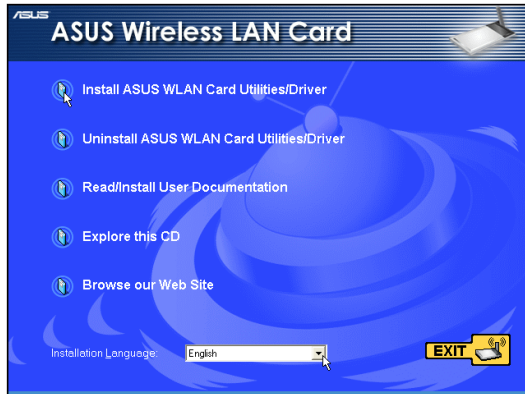 ASUS
ASUS Wireless LAN Card
Install ASUS WLAN Card Utilities/Driver
Uninstall ASUS WLAN Card Utilities/Driver
Read/Install User Documentation
Explore this CD
Browse our Web Site
Installation Language: English
EXIT